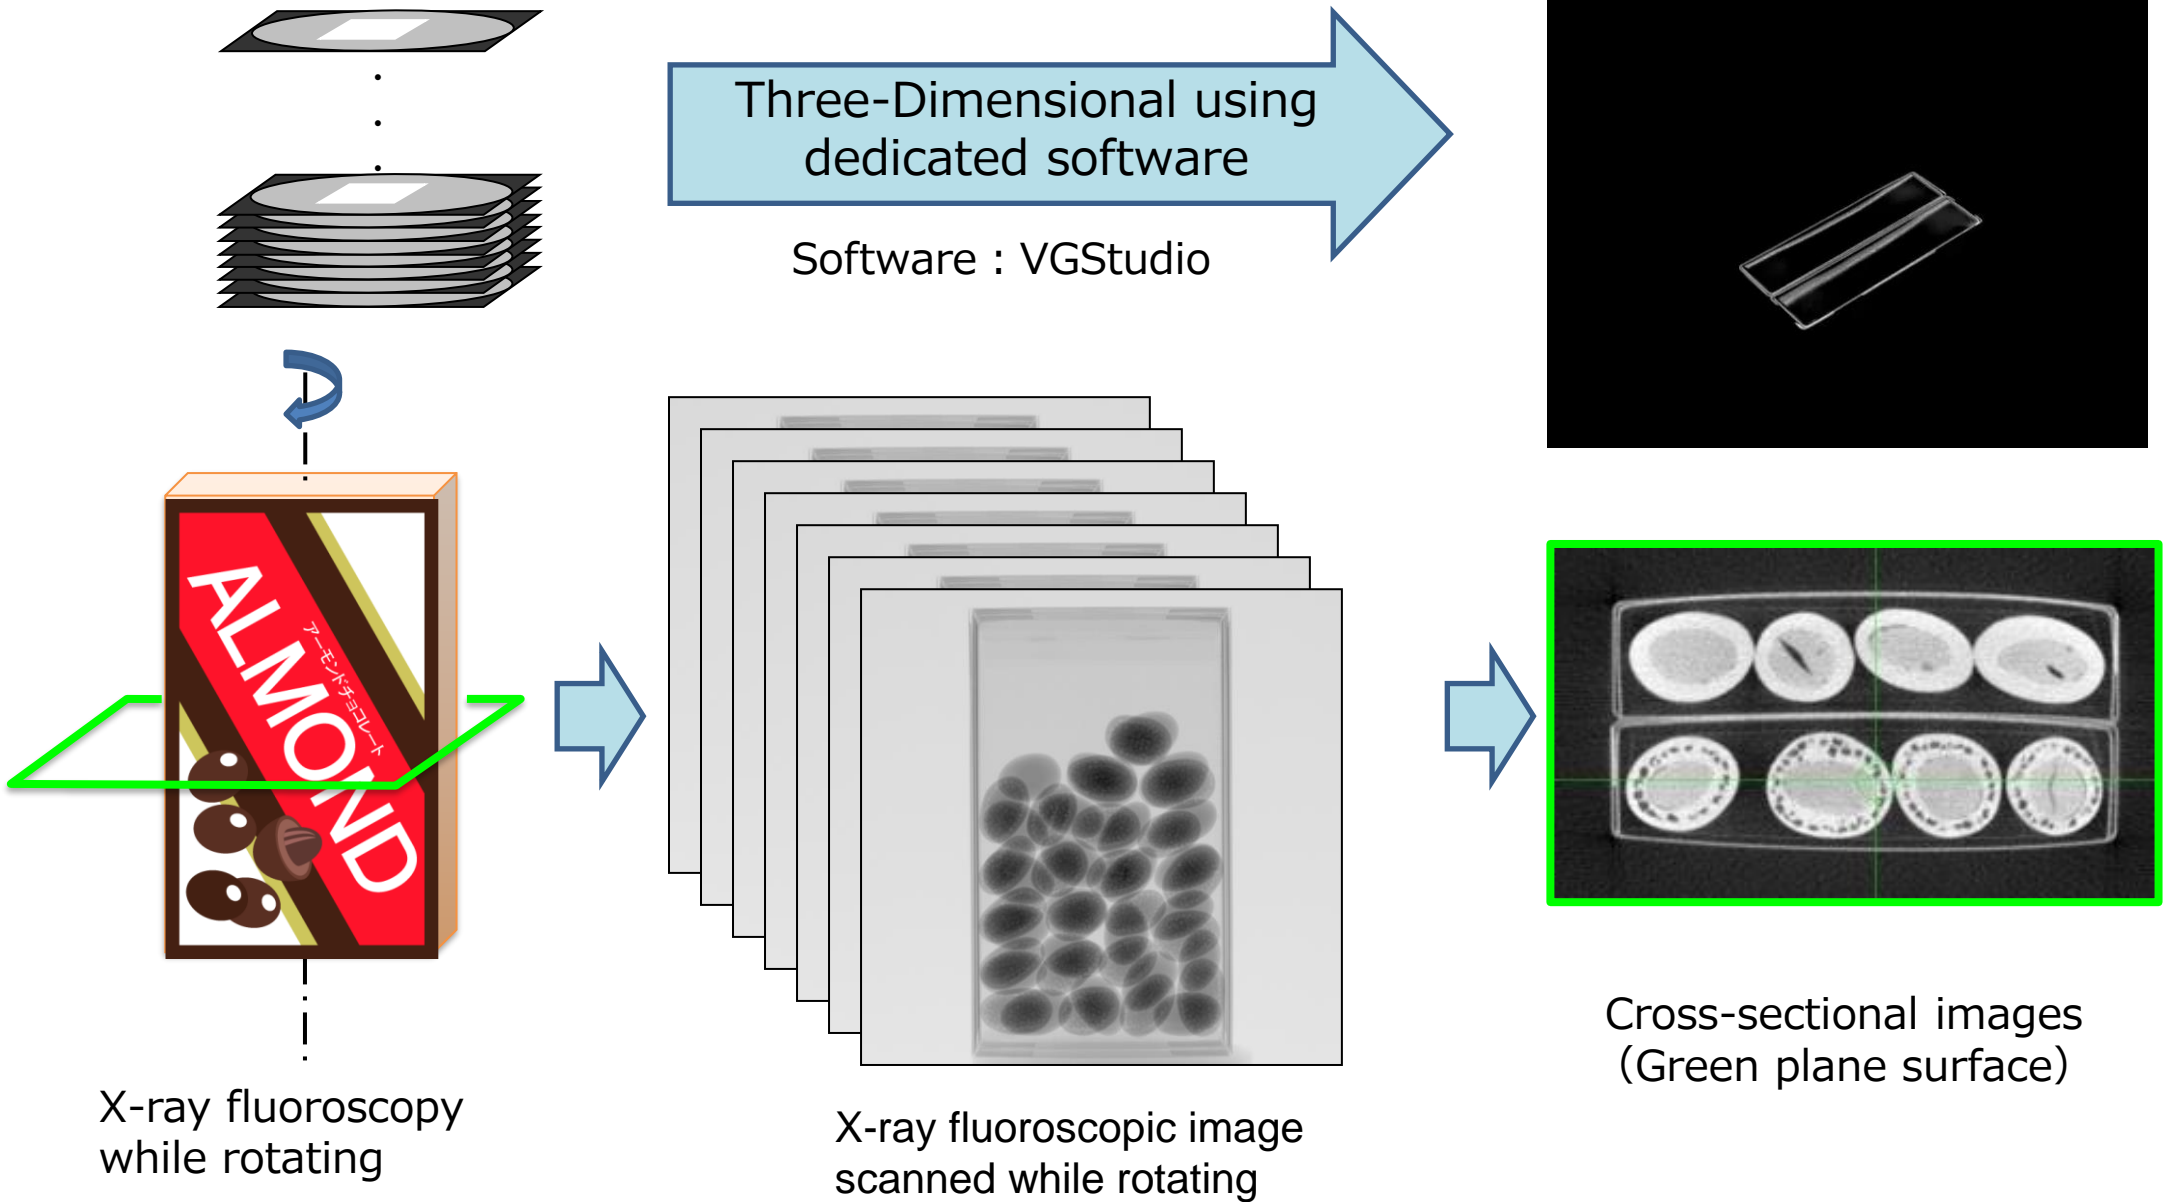 Three-Dimensional using
dedicated software
Software : VGStudio
ALMOND
アーモンドチョコレート
X-ray fluoroscopy
while rotating
X-ray fluoroscopic image
scanned while rotating
Cross-sectional images
（Green plane surface）